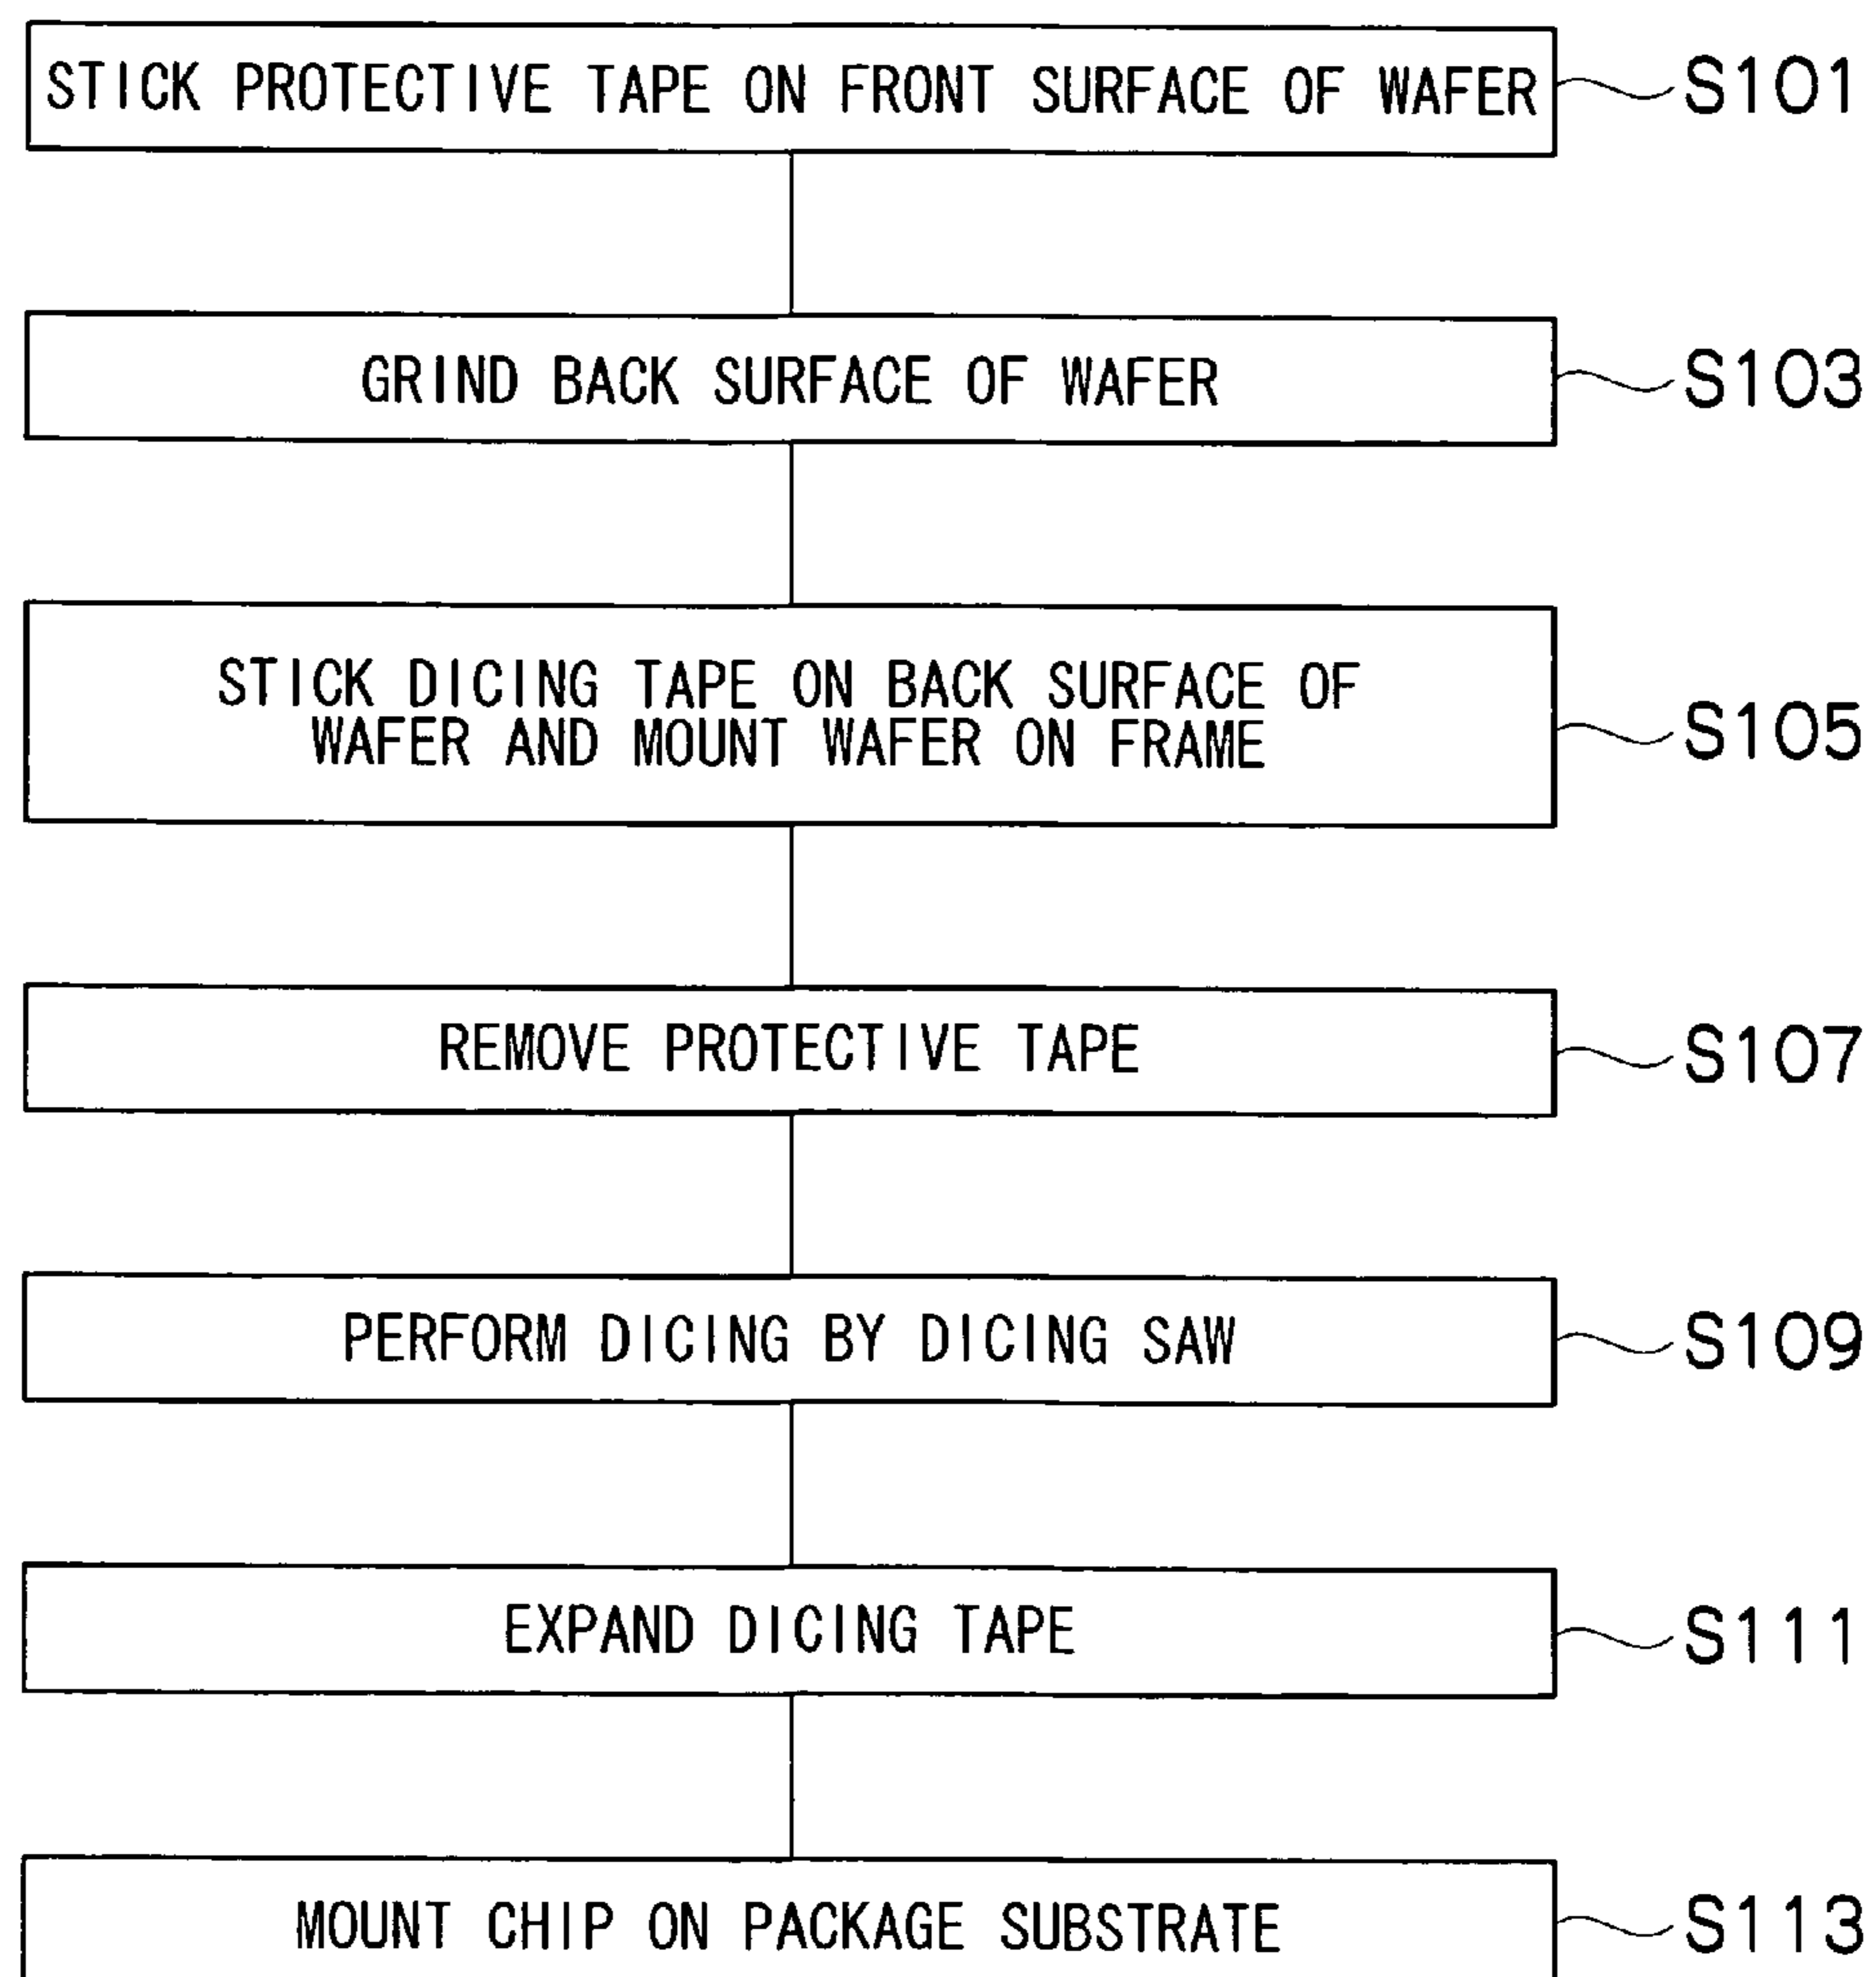 STICK PROTECTIVE TAPE ON FRONT SURFACE OF WAFER S101
GRIND BACK SURFACE OF WAFER S103
STICK DICING TAPE ON BACK SURFACE OF
WAFER AND MOUNT WAFER ON FRAME S105
REMOVE PROTECTIVE TAPE S107
PERFORM DICING BY DICING SAW S109
EXPAND DICING TAPE S111
MOUNT CHIP ON PACKAGE SUBSTRATE S113